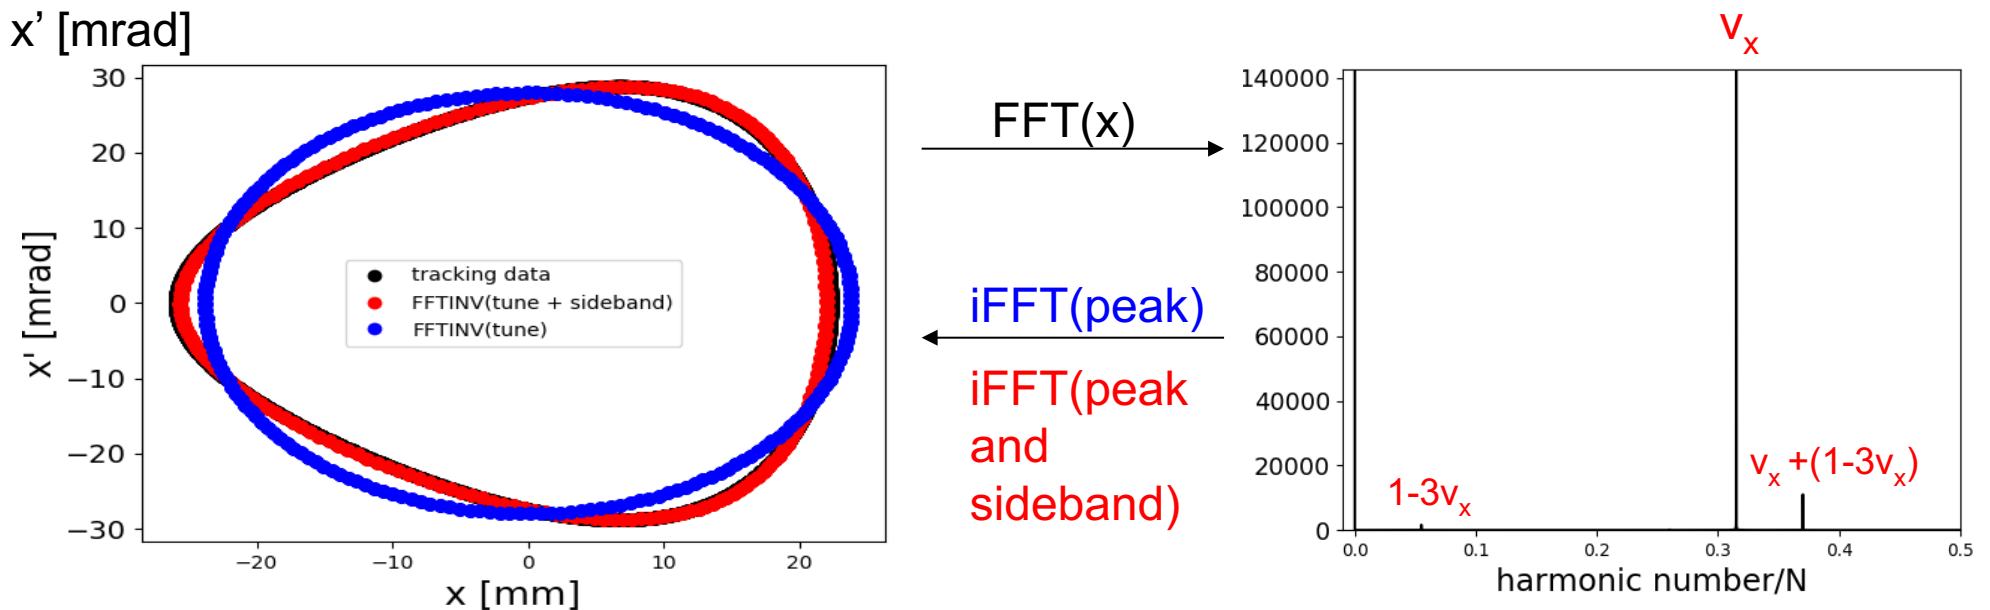 x’ [mrad]
30
20
10
0
−10
−20
−30
x' [mrad]
tracking data
FFTINV(tune + sideband)
FFTINV(tune)
−20
−10
0
10
20
x [mm]
FFT(x)
iFFT(peak)
iFFT(peak
and
sideband)
νx
140000
120000
100000
80000
60000
40000
20000
0
1-3νx
νx +(1-3νx)
0.0
0.1
0.2
0.3
0.4
0.5
harmonic number/N